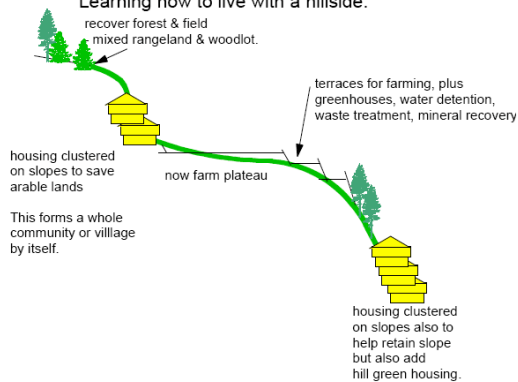 Learning how to live with a hillside.
recover forest & field
mixed rangeland & woodlot.
terraces for farming, plus
greenhouses, water detention,
waste treatment, mineral recovery
housing clustered
on slopes to save
arable lands
now farm plateau
This forms a whole
community or villlage
by itself.
housing clustered
on slopes also to
help retain slope
but also add
hill green housing.